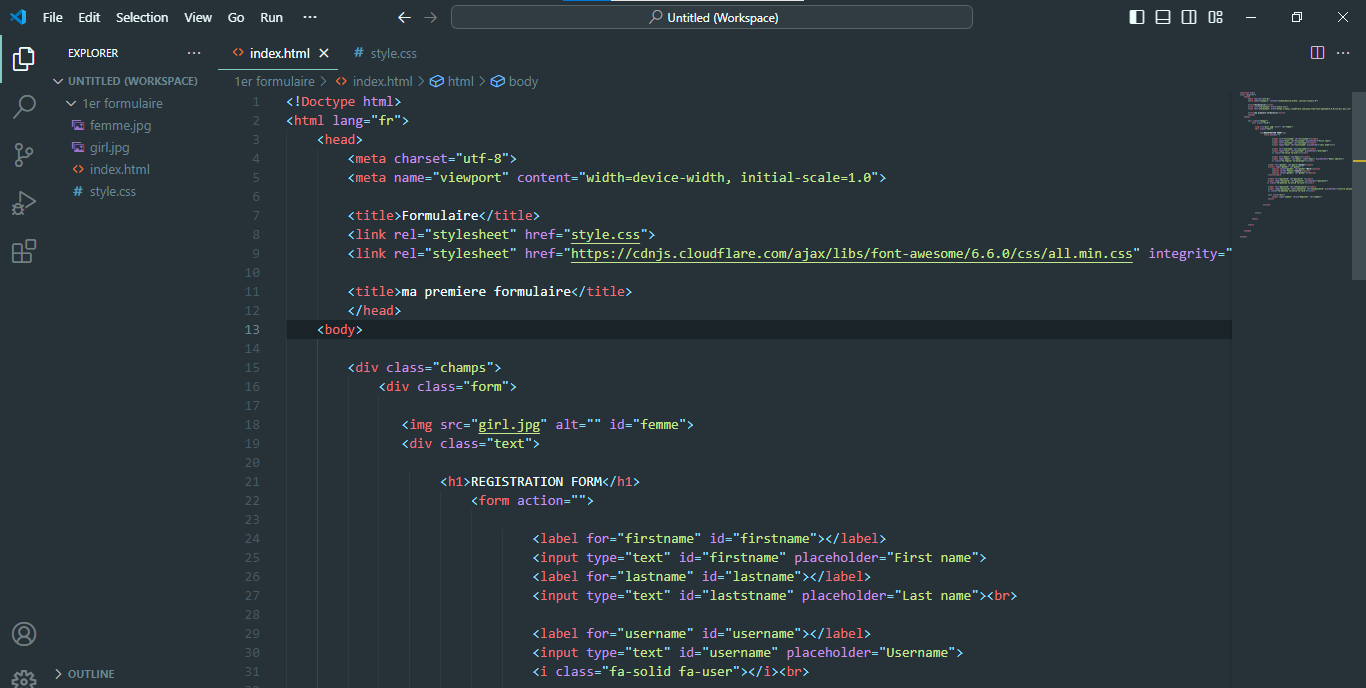 File Edit Selection View Go Run ···
Untitled (Workspace)
EXPLORER ···
UNTITLED (WORKSPACE)
1er formulaire
femme.jpg
girl.jpg
<> index.html
# style.css
OUTLINE
<> index.html # style.css
1er formulaire > <> index.html > html > body
1 <!Doctype html>
2 <html lang="fr">
3 <head>
4 <meta charset="utf-8">
5 <meta name="viewport" content="width=device-width, initial-scale=1.0">
6
7 <title>Formulaire</title>
8 <link rel="stylesheet" href="style.css">
9 <link rel="stylesheet" href="https://cdnjs.cloudflare.com/ajax/libs/font-awesome/6.6.0/css/all.min.css" integrity="
10
11 <title>ma premiere formulaire</title>
12 </head>
13 <body>
14
15 <div class="champs">
16 <div class="form">
17
18 <img src="girl.jpg" alt="" id="femme">
19 <div class="text">
20
21 <h1>REGISTRATION FORM</h1>
22 <form action="">
23
24 <label for="firstname" id="firstname"></label>
25 <input type="text" id="firstname" placeholder="First name">
26 <label for="lastname" id="lastname"></label>
27 <input type="text" id="laststname" placeholder="Last name"><br>
28
29 <label for="username" id="username"></label>
30 <input type="text" id="username" placeholder="Username">
31 <i class="fa-solid fa-user"></i><br>